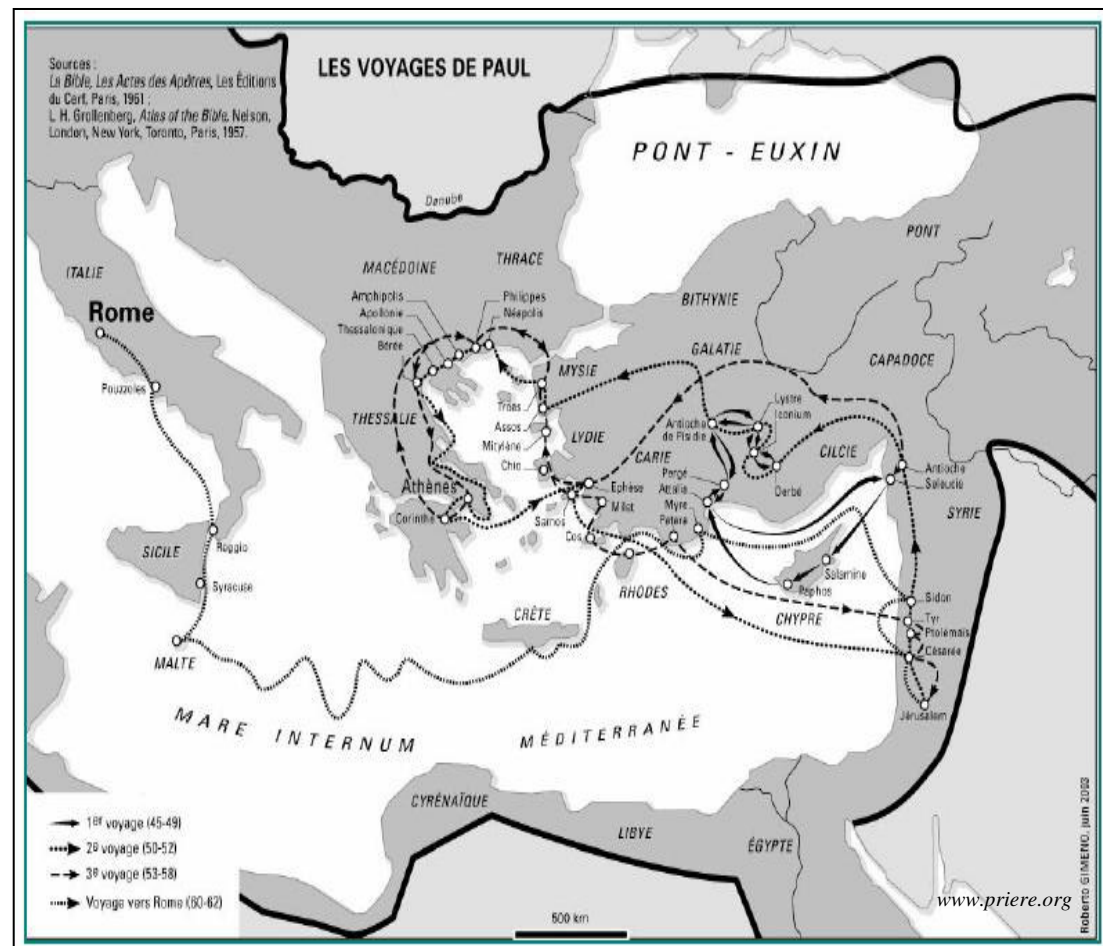 Sources :
La Bible, Les Actes des Apôtres, Les Éditions
du Cerf, Paris, 1961 ;
L. H. Grollenberg, Atlas of the Bible, Nelson,
London, New York, Toronto, Paris, 1957.
LES VOYAGES DE PAUL
PONT - EUXIN
Danube
PONT
THRACE
MACÉDOINE
ITALIE
BITHYNIE
Amphipolis
Apollonie
Thessalonique
Bérée
Philippes
Néapolis
Rome
GALATIE
CAPADOCE
MYSIE
Pouzzoles
Troas
Assos
Mitylène
Chio
THESSALIE
LYDIE
Antioche
de Pisidie
Lystre
Iconium
CARIE
CILCIE
Pergé
Attalie
Myre
Patere
Derbé
Antioche
Séleucie
SYRIE
Athènes
Corinthe
Ephèse
Milet
Samos
Cos
Reggio
SICILE
Syracuse
RHODES
Salamine
Paphos
CHYPRE
Sidon
Tyr
Ptolémaïs
Césarée
CRÊTE
MALTE
Jérusalem
MARE INTERNUM
MÉDITERRANÉE
CYRÉNAÏQUE
LIBYE
ÉGYPTE
1er voyage (45-49)
2e voyage (50-52)
3e voyage (53-58)
Voyage vers Rome (60-62)
500 km
www.priere.org
Roberto GIMENO, juin 2003